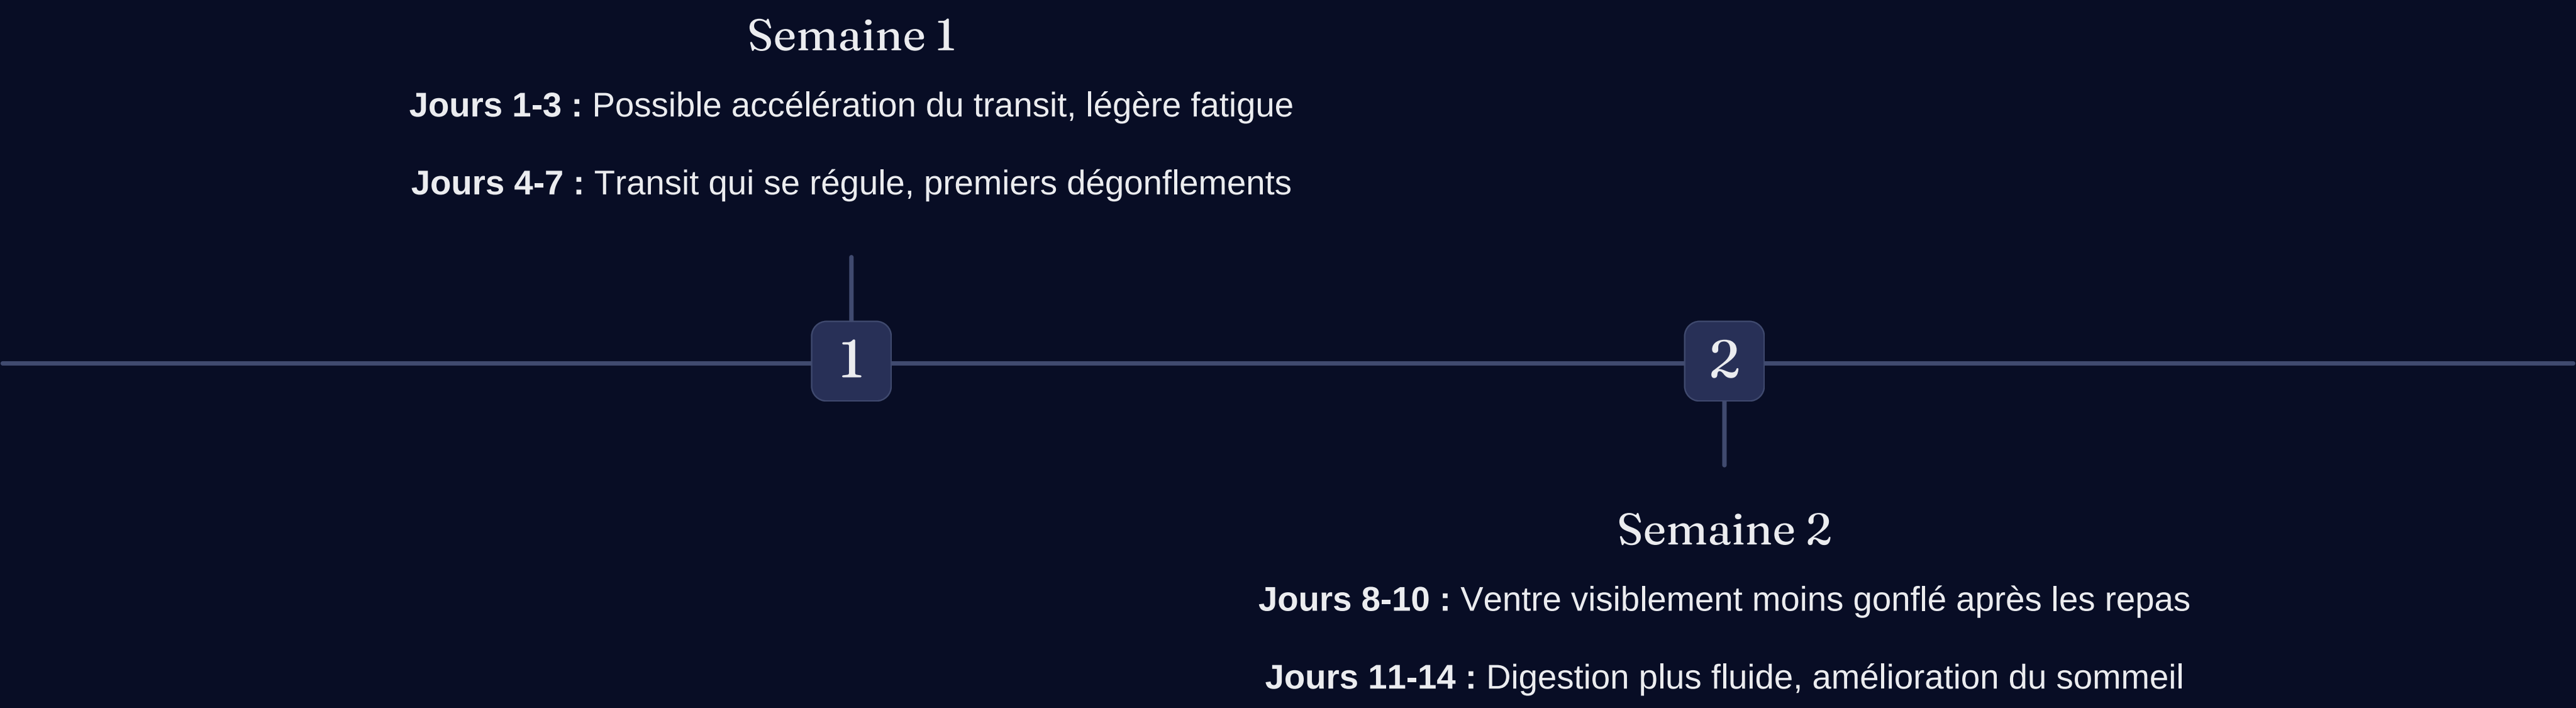 Semaine 1
Jours 1-3 : Possible accélération du transit, légère fatigue
Jours 4-7 : Transit qui se régule, premiers dégonflements
1
2
Semaine 2
Jours 8-10 : Ventre visiblement moins gonflé après les repas
Jours 11-14 : Digestion plus fluide, amélioration du sommeil